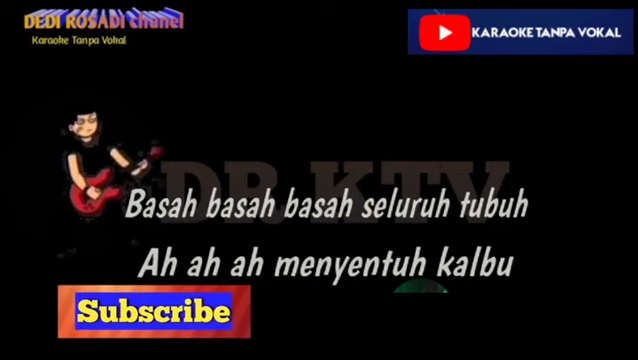 DEDI ROSADI chanel
Karaoke Tanpa Vokal
KARAOKE TANPA VOKAL
DR.KTV
Basah basah basah seluruh tubuh
Ah ah ah menyentuh kalbu
Subscribe